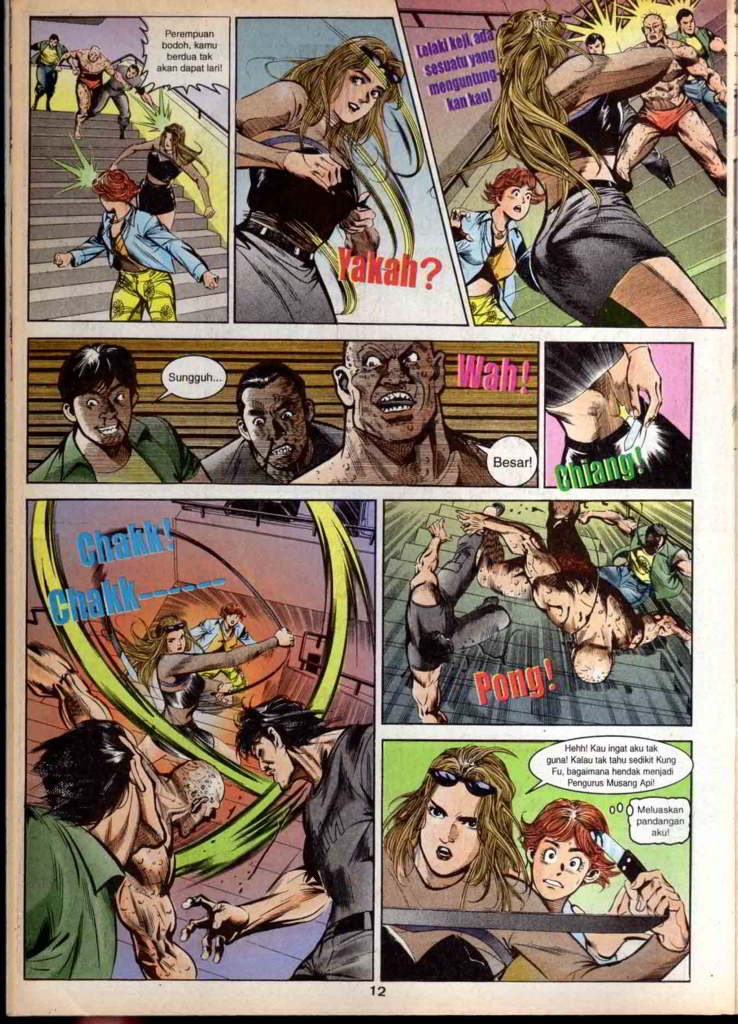 Perempuan
bodoh, kamu
berdua tak
akan dapat lari!
Yakah?
Lelaki keji, ada
sesuatu yang
menguntung-
kan kau!
Sungguh...
Wah!
Besar!
Chiang!
Chakk!
Chakk------
Pong!
Hehh! Kau ingat aku tak
guna! Kalau tak tahu sedikit Kung
Fu, bagaimana hendak menjadi
Pengurus Musang Api!
Meluaskan
pandangan
aku!
12